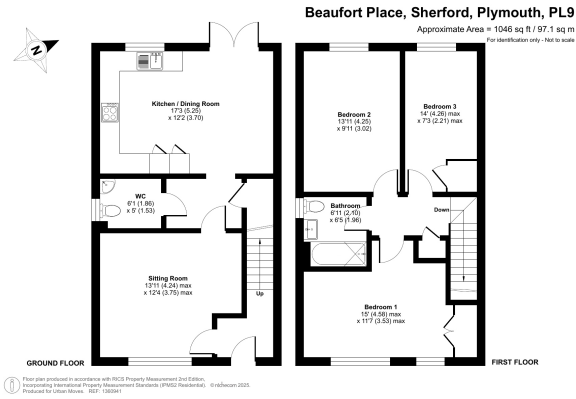 Beaufort Place, Sherford, Plymouth, PL9
Approximate Area = 1046 sq ft / 97.1 sq m
For identification only - Not to scale
N
Kitchen / Dining Room
17'3 (5.25)
x 12'2 (3.70)
WC
6'1 (1.86)
x 5' (1.53)
Sitting Room
13'11 (4.24) max
x 12'4 (3.75) max
Up
GROUND FLOOR
Bedroom 2
13'11 (4.25)
x 9'11 (3.02)
Bedroom 3
14' (4.26) max
x 7'3 (2.21) max
Bathroom
6'11 (2.10)
x 6'5 (1.96)
Down
Bedroom 1
15' (4.58) max
x 11'7 (3.53) max
FIRST FLOOR
Floor plan produced in accordance with RICS Property Measurement 2nd Edition,
Incorporating International Property Measurement Standards (IPMS2 Residential). © nichecom 2025.
Produced for Urban Moves. REF: 1360941